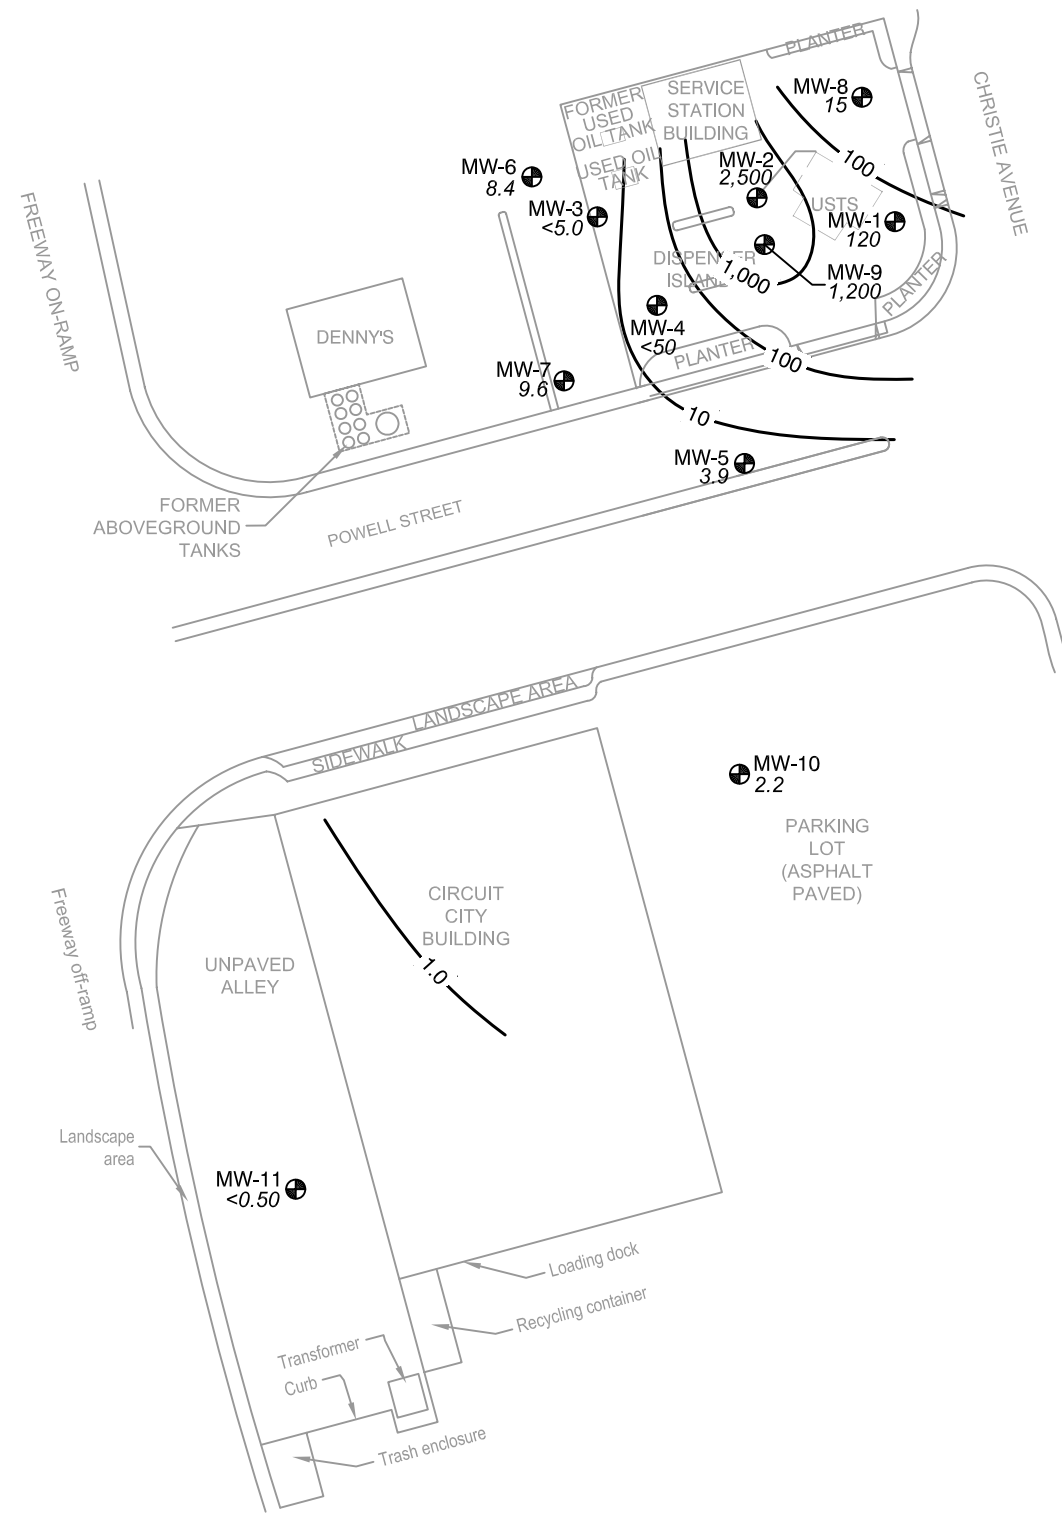 PLANTER
CHRISTIE AVENUE
MW-8
15
SERVICE
STATION
BUILDING
FORMER
USED
OIL TANK
USED OIL
TANK
100
MW-2
2,500
USTS
MW-1
120
MW-6
8.4
MW-3
<5.0
DISPENSER
ISLAND
1,000
MW-9
1,200
PLANTER
FREEWAY ON-RAMP
DENNY'S
MW-4
<50
PLANTER
100
MW-7
9.6
10
MW-5
3.9
FORMER
ABOVEGROUND
TANKS
POWELL STREET
LANDSCAPE AREA
SIDEWALK
MW-10
2.2
PARKING
LOT
(ASPHALT
PAVED)
CIRCUIT
CITY
BUILDING
1.0
UNPAVED
ALLEY
Freeway off-ramp
Landscape
area
MW-11
<0.50
Loading dock
Recycling container
Transformer
Curb
Trash enclosure